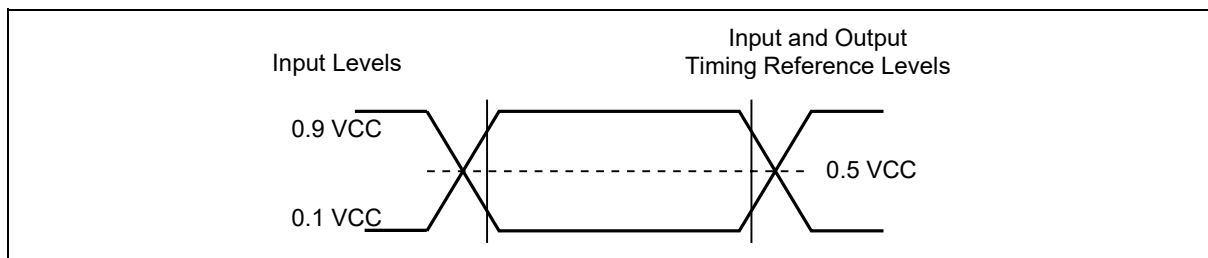 Input Levels
Input and Output
Timing Reference Levels
0.9 VCC
0.5 VCC
0.1 VCC